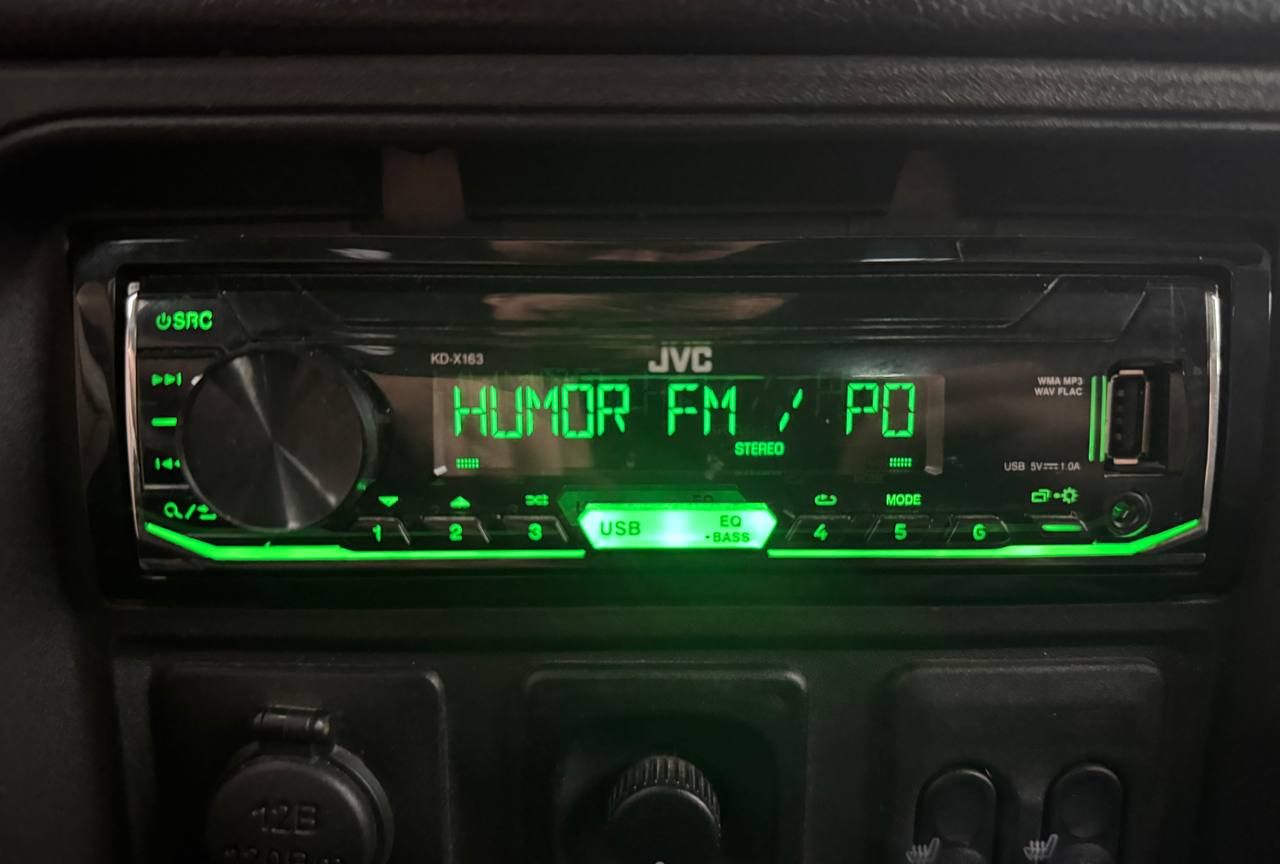 SRC
KD-X163
JVC
HUMOR FM / PO
STEREO
WMA MP3
WAV FLAC
USB 5V 1.0A
MODE
1 2 3
USB EQ
-BASS
4 5 6
12В